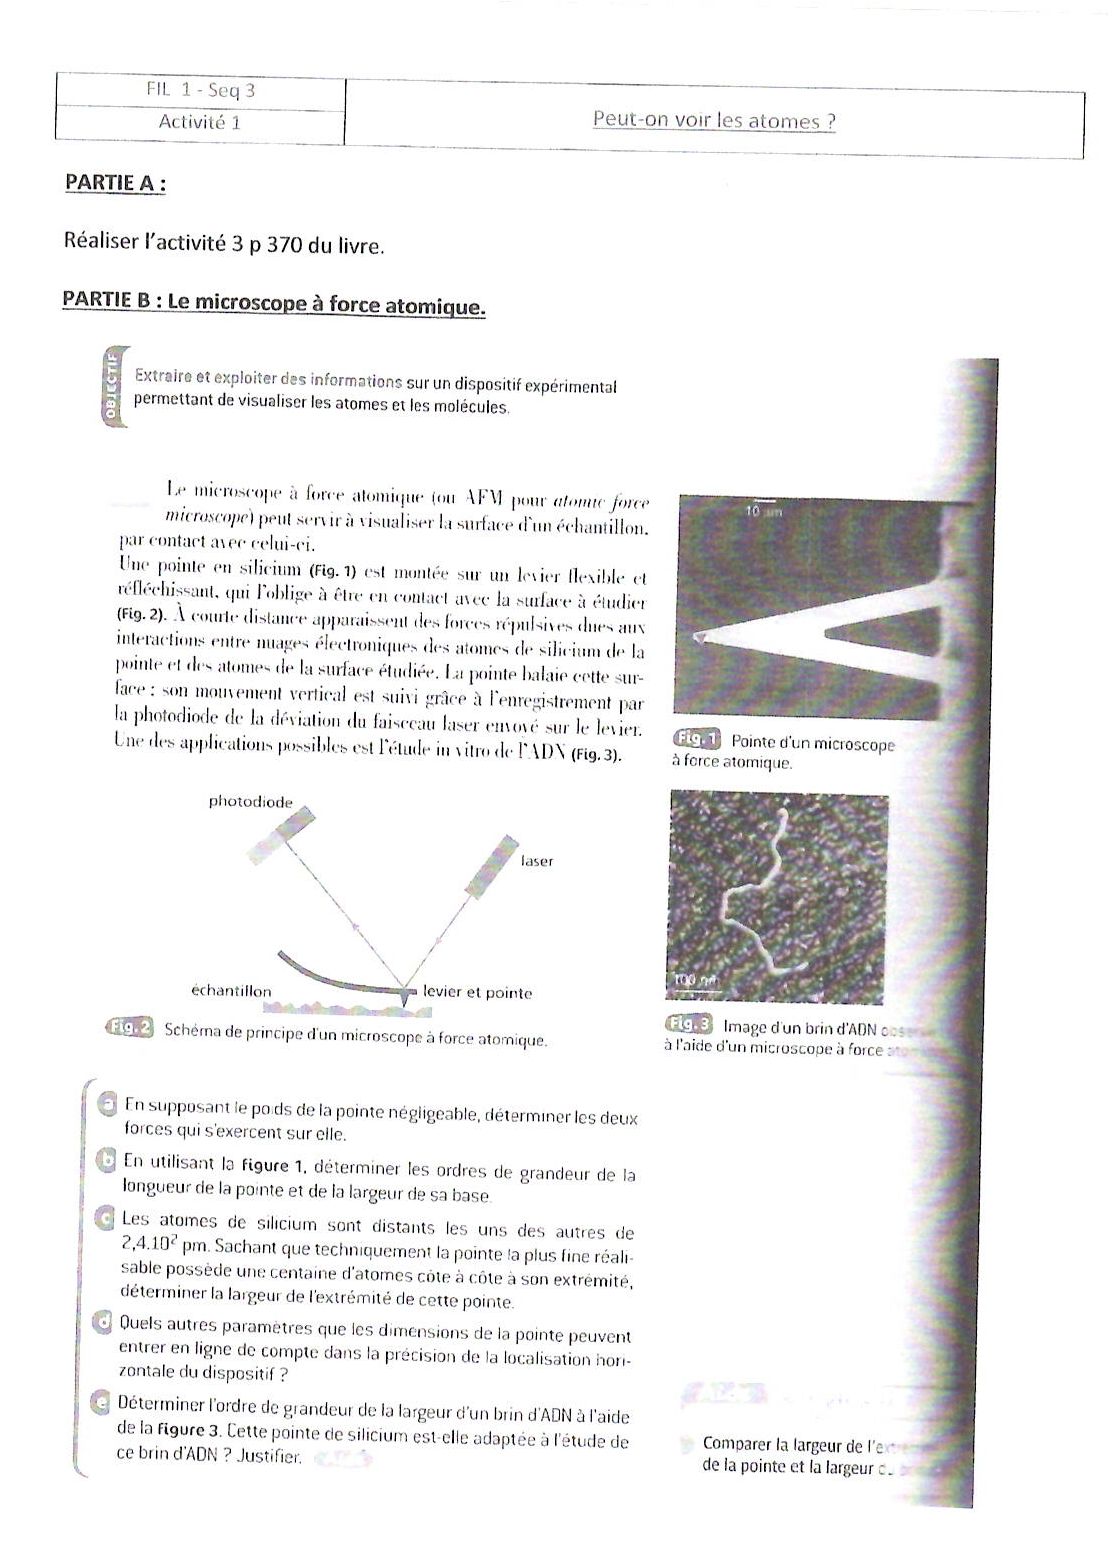 FIL 1 - Seq 3
Activité 1
Peut-on voir les atomes ?
PARTIE A :
Réaliser l'activité 3 p 370 du livre.
PARTIE B : Le microscope à force atomique.
OBJECTIF
Extraire et exploiter des informations sur un dispositif expérimental
permettant de visualiser les atomes et les molécules.
Le microscope à force atomique (ou AFM pour atomic force
microscope) peut servir à visualiser la surface d'un échantillon,
par contact avec celui-ci.
Une pointe en silicium (Fig. 1) est montée sur un levier flexible et
réfléchissant, qui l'oblige à être en contact avec la surface à étudier
(Fig. 2). À courte distance apparaissent des forces répulsives dues aux
interactions entre nuages électroniques des atomes de silicium de la
pointe et des atomes de la surface étudiée. La pointe balaie cette sur-
face : son mouvement vertical est suivi grâce à l'enregistrement par
la photodiode de la déviation du faisceau laser envoyé sur le levier.
Une des applications possibles est l'étude in vitro de l'ADN (Fig. 3).
10
Fig. 1 Pointe d'un microscope
à force atomique.
photodiode
laser
échantillon
levier et pointe
Fig. 2 Schéma de principe d'un microscope à force atomique.
100 nm
Fig. 3 Image d'un brin d'ADN
à l'aide d'un microscope à force
a En supposant le poids de la pointe négligeable, déterminer les deux
forces qui s'exercent sur elle.
b En utilisant la figure 1, déterminer les ordres de grandeur de la
longueur de la pointe et de la largeur de sa base.
c Les atomes de silicium sont distants les uns des autres de
2,4.10² pm. Sachant que techniquement la pointe la plus fine réali-
sable possède une centaine d'atomes côte à côte à son extrémité,
déterminer la largeur de l'extrémité de cette pointe.
d Quels autres paramètres que les dimensions de la pointe peuvent
entrer en ligne de compte dans la précision de la localisation hori-
zontale du dispositif ?
e Déterminer l'ordre de grandeur de la largeur d'un brin d'ADN à l'aide
de la figure 3. Cette pointe de silicium est-elle adaptée à l'étude de
ce brin d'ADN ? Justifier.
Comparer la largeur de
de la pointe et la largeur